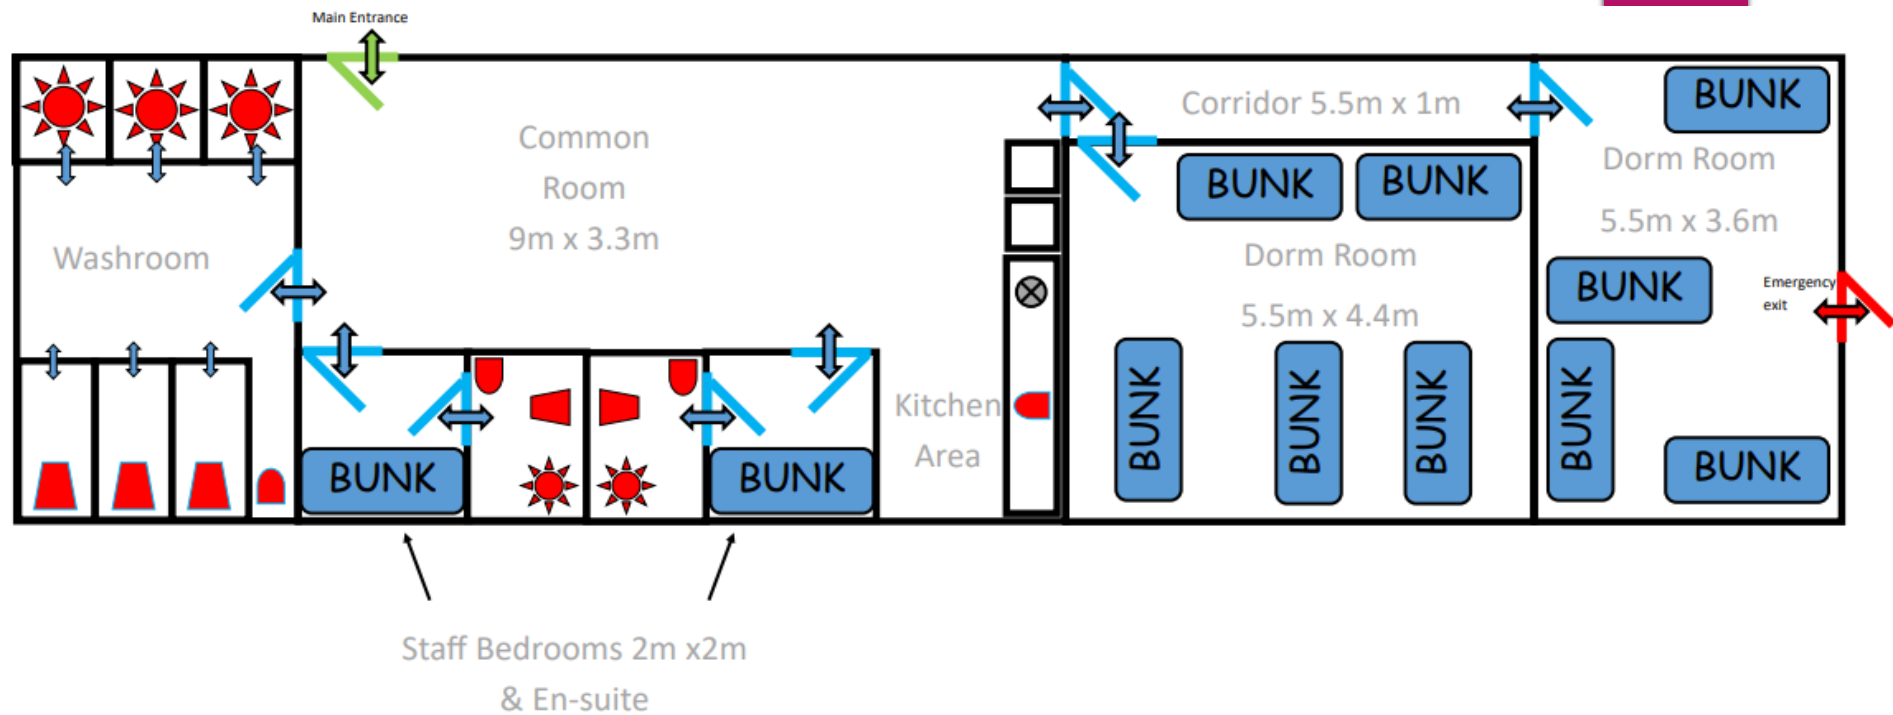 Main Entrance
Corridor 5.5m x 1m
BUNK
Common
Room
9m x 3.3m
BUNK
BUNK
Dorm Room
5.5m x 3.6m
Washroom
Dorm Room
5.5m x 4.4m
BUNK
Emergency
exit
Kitchen
Area
BUNK
BUNK
BUNK
BUNK
BUNK
BUNK
BUNK
Staff Bedrooms 2m x2m
& En-suite